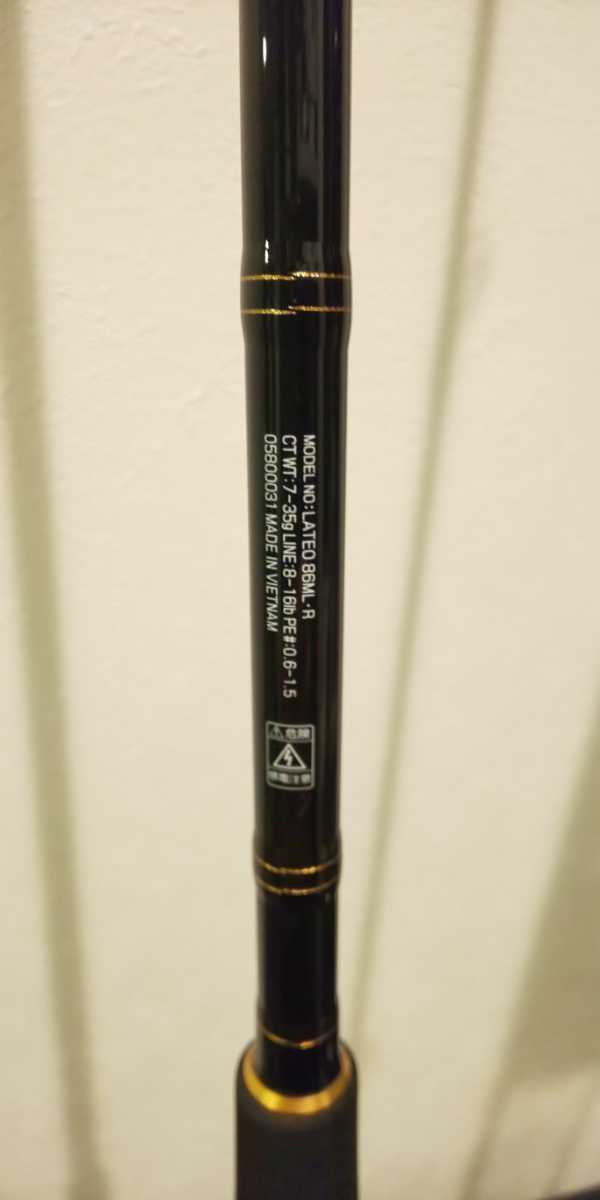 MODEL NO:LATEO 86ML・R
CT WT:7-35g LINE:8-16lb PE#:0.6-1.5
05800031 MADE IN VIETNAM
危険
感電注意